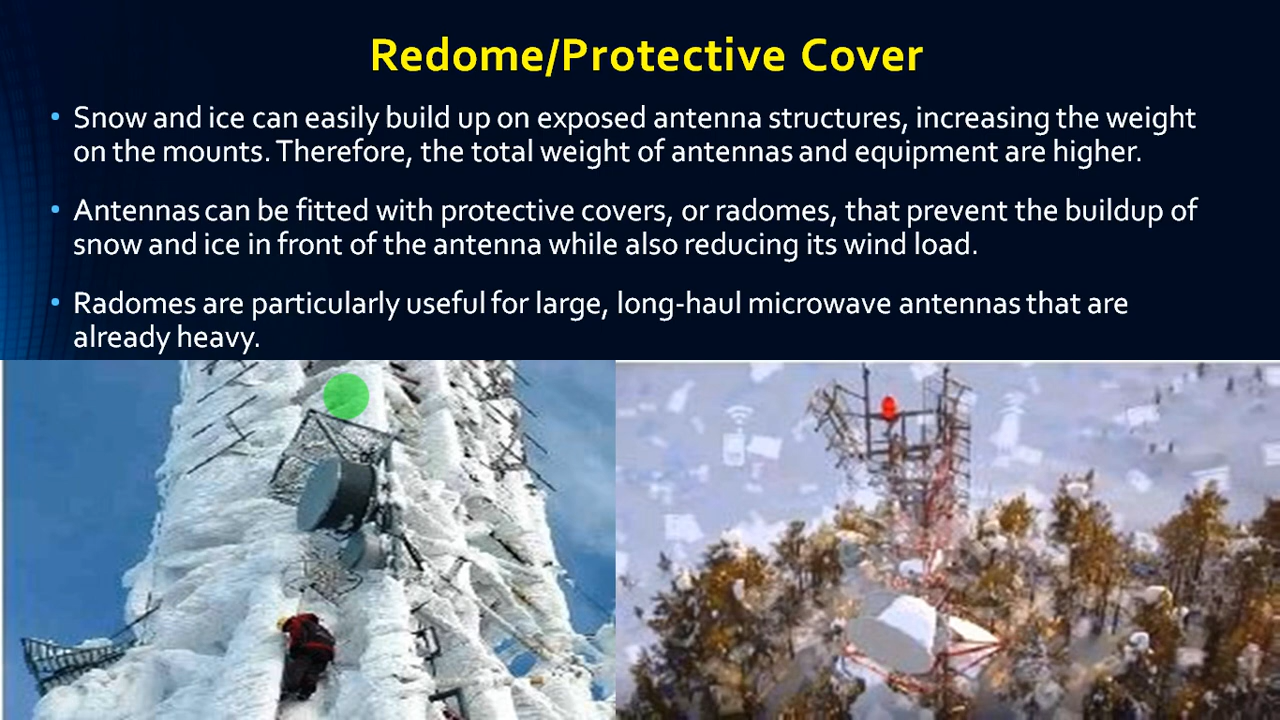 Redome/Protective Cover
• Snow and ice can easily build up on exposed antenna structures, increasing the weight
on the mounts. Therefore, the total weight of antennas and equipment are higher.
• Antennas can be fitted with protective covers, or radomes, that prevent the buildup of
snow and ice in front of the antenna while also reducing its wind load.
• Radomes are particularly useful for large, long-haul microwave antennas that are
already heavy.